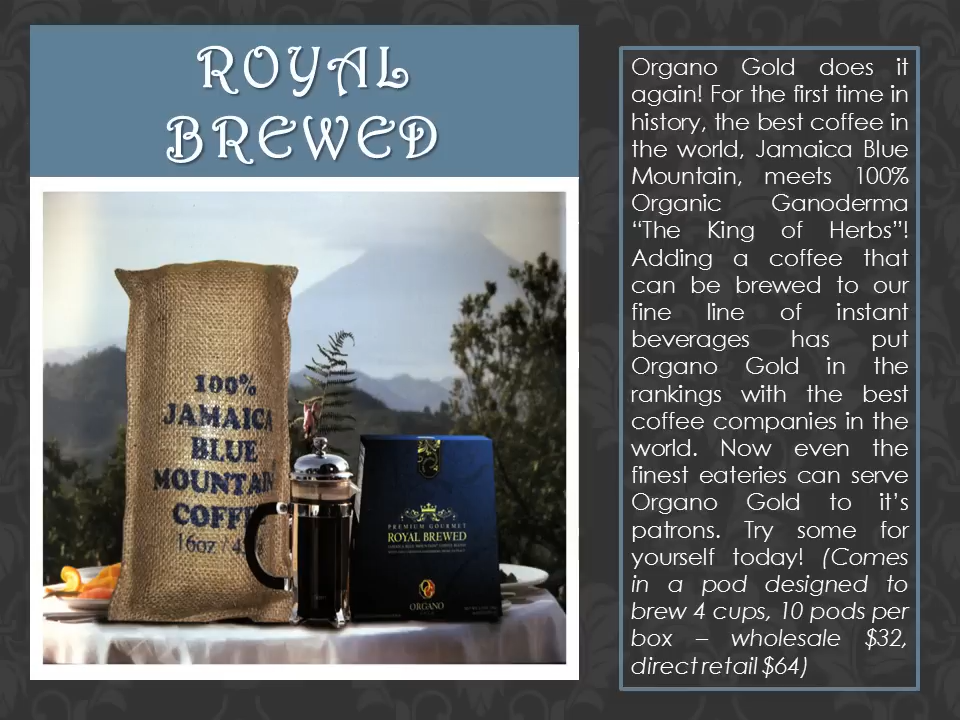 ROYAL
BREWED
Organo Gold does it
again! For the first time in
history, the best coffee in
the world, Jamaica Blue
Mountain, meets 100%
Organic Ganoderma
“The King of Herbs”!
Adding a coffee that
can be brewed to our
fine line of instant
beverages has put
Organo Gold in the
rankings with the best
coffee companies in the
world. Now even the
finest eateries can serve
Organo Gold to it’s
patrons. Try some for
yourself today! (Comes
in a pod designed to
brew 4 cups, 10 pods per
box – wholesale $32,
direct retail $64)
100%
JAMAICA
BLUE
MOUNTAIN
COFFE
16oz / 4
PREMIUM GOURMET
ROYAL BREWED
ORGANO